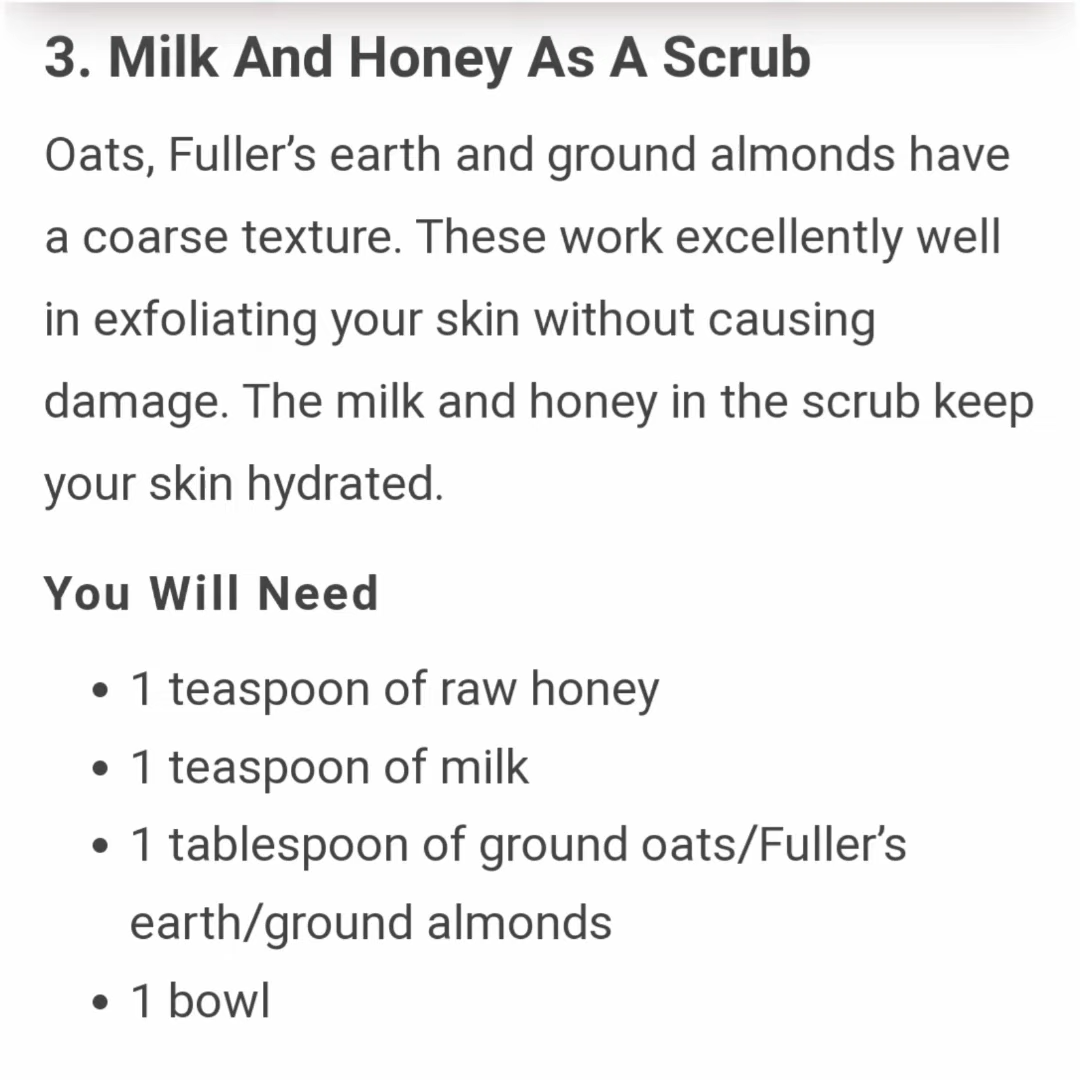 3. Milk And Honey As A Scrub
Oats, Fuller’s earth and ground almonds have
a coarse texture. These work excellently well
in exfoliating your skin without causing
damage. The milk and honey in the scrub keep
your skin hydrated.
You Will Need
• 1 teaspoon of raw honey
• 1 teaspoon of milk
• 1 tablespoon of ground oats/Fuller’s
earth/ground almonds
• 1 bowl